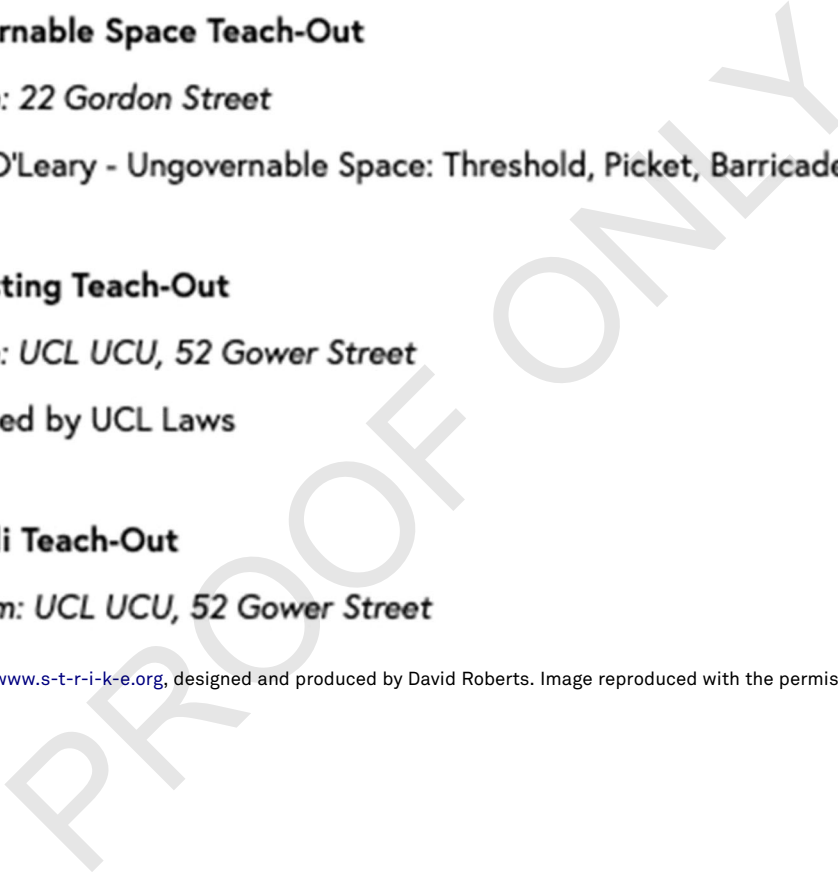 rnable Space Teach-Out
: 22 Gordon Street
O'Leary - Ungovernable Space: Threshold, Picket, Barricade
ting Teach-Out
: UCL UCU, 52 Gower Street
ed by UCL Laws
i Teach-Out
m: UCL UCU, 52 Gower Street
www.s-t-r-i-k-e.org, designed and produced by David Roberts. Image reproduced with the permis
PROOF ONLY